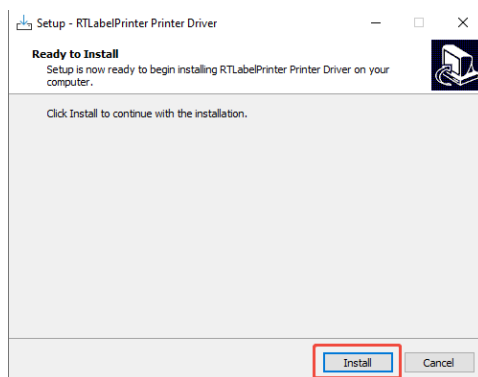 Setup - RTLabelPrinter Printer Driver
Ready to Install
Setup is now ready to begin installing RTLabelPrinter Printer Driver on your
computer.
Click Install to continue with the installation.
Install
Cancel